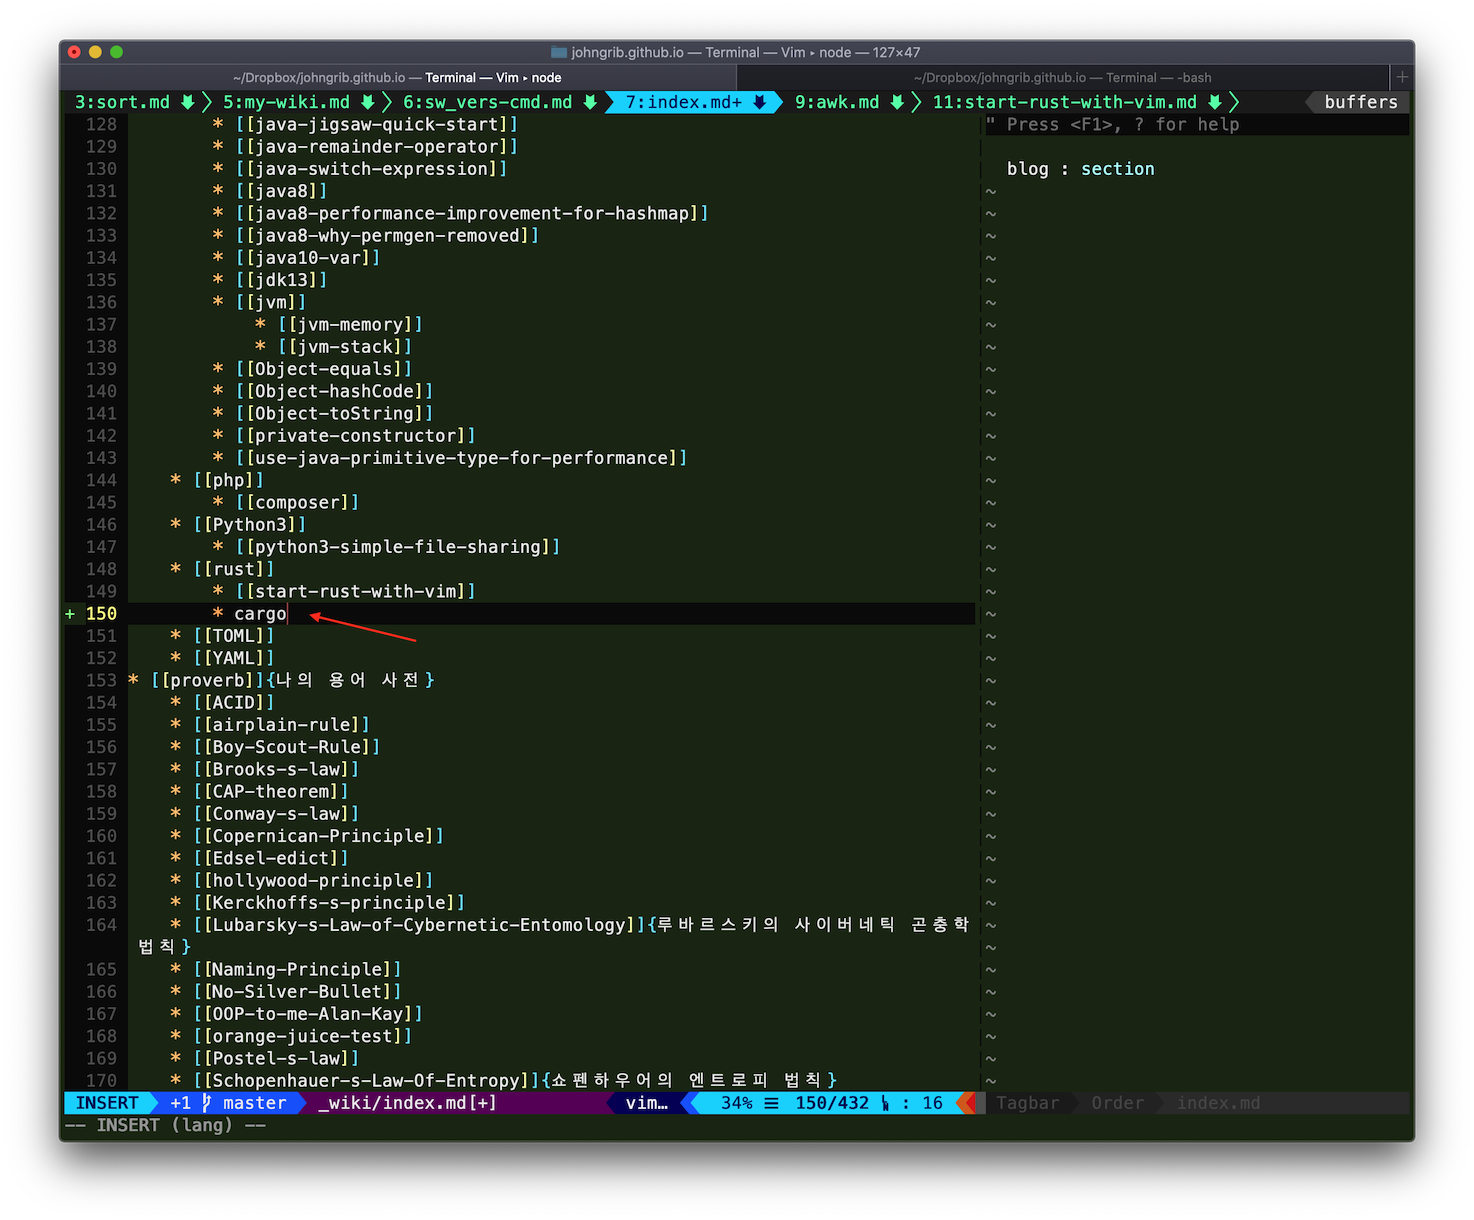 johngrib.github.io — Terminal — Vim ▸ node — 127×47
~/Dropbox/johngrib.github.io — Terminal — Vim ▸ node
~/Dropbox/johngrib.github.io — Terminal — -bash
3:sort.md 5:my-wiki.md 6:sw_vers-cmd.md 7:index.md+ 9:awk.md 11:start-rust-with-vim.md buffers
128 * [[java-jigsaw-quick-start]]
129 * [[java-remainder-operator]]
130 * [[java-switch-expression]]
131 * [[java8]]
132 * [[java8-performance-improvement-for-hashmap]]
133 * [[java8-why-permgen-removed]]
134 * [[java10-var]]
135 * [[jdk13]]
136 * [[jvm]]
137 * [[jvm-memory]]
138 * [[jvm-stack]]
139 * [[Object-equals]]
140 * [[Object-hashCode]]
141 * [[Object-toString]]
142 * [[private-constructor]]
143 * [[use-java-primitive-type-for-performance]]
144 * [[php]]
145 * [[composer]]
146 * [[Python3]]
147 * [[python3-simple-file-sharing]]
148 * [[rust]]
149 * [[start-rust-with-vim]]
+ 150 * cargo
151 * [[TOML]]
152 * [[YAML]]
153 * [[proverb]]{나의 용어 사전}
154 * [[ACID]]
155 * [[airplain-rule]]
156 * [[Boy-Scout-Rule]]
157 * [[Brooks-s-law]]
158 * [[CAP-theorem]]
159 * [[Conway-s-law]]
160 * [[Copernican-Principle]]
161 * [[Edsel-edict]]
162 * [[hollywood-principle]]
163 * [[Kerckhoffs-s-principle]]
164 * [[Lubarsky-s-Law-of-Cybernetic-Entomology]]{루바르스키의 사이버네틱 곤충학
법칙}
165 * [[Naming-Principle]]
166 * [[No-Silver-Bullet]]
167 * [[OOP-to-me-Alan-Kay]]
168 * [[orange-juice-test]]
169 * [[Postel-s-law]]
170 * [[Schopenhauer-s-Law-Of-Entropy]]{쇼펜하우어의 엔트로피 법칙}
" Press <F1>, ? for help
blog : section
INSERT +1 master _wiki/index.md[+] vim… 34% ☰ 150/432 : 16 Tagbar Order index.md
-- INSERT (lang) --